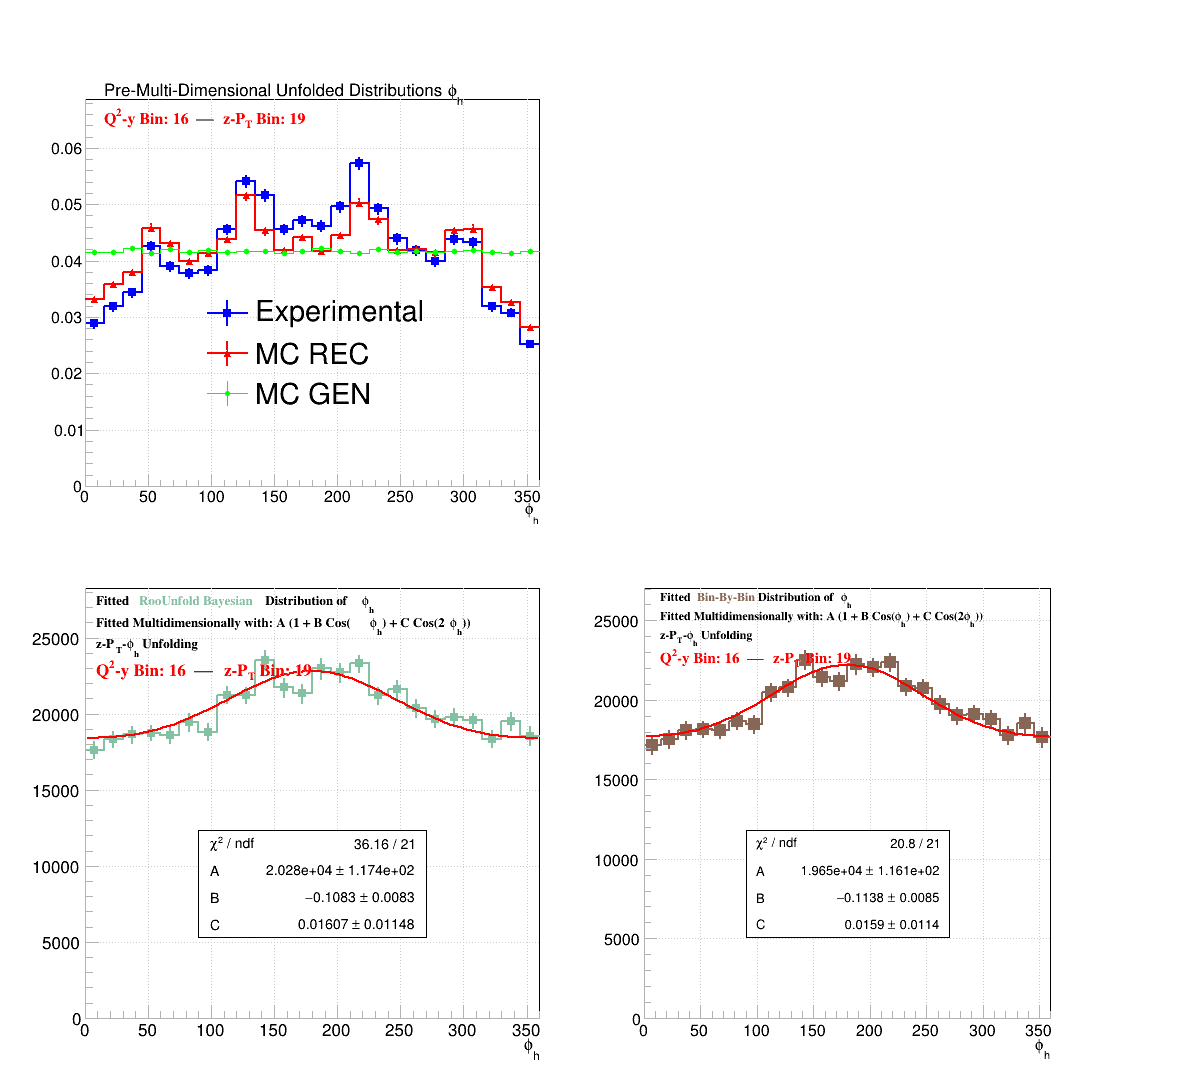 Pre-Multi-Dimensional Unfolded Distributions ϕh
Q2-y Bin: 16 — z-PT Bin: 19
0.06
0.05
0.04
0.03
0.02
0.01
0
Experimental
MC REC
MC GEN
0 50 100 150 200 250 300 350
ϕh
Fitted RooUnfold Bayesian Distribution of ϕh
Fitted Multidimensionally with: A (1 + B Cos( ϕh) + C Cos(2 ϕh))
z-PT-ϕh Unfolding
Q2-y Bin: 16 — z-PT Bin: 19
25000
20000
15000
10000
5000
0
χ2 / ndf 36.16 / 21
A 2.028e+04 ± 1.174e+02
B −0.1083 ± 0.0083
C 0.01607 ± 0.01148
0 50 100 150 200 250 300 350
ϕh
Fitted Bin-By-Bin Distribution of ϕh
Fitted Multidimensionally with: A (1 + B Cos(ϕh) + C Cos(2ϕh))
z-PT-ϕh Unfolding
Q2-y Bin: 16 — z-PT Bin: 19
25000
20000
15000
10000
5000
0
χ2 / ndf 20.8 / 21
A 1.965e+04 ± 1.161e+02
B −0.1138 ± 0.0085
C 0.0159 ± 0.0114
0 50 100 150 200 250 300 350
ϕh